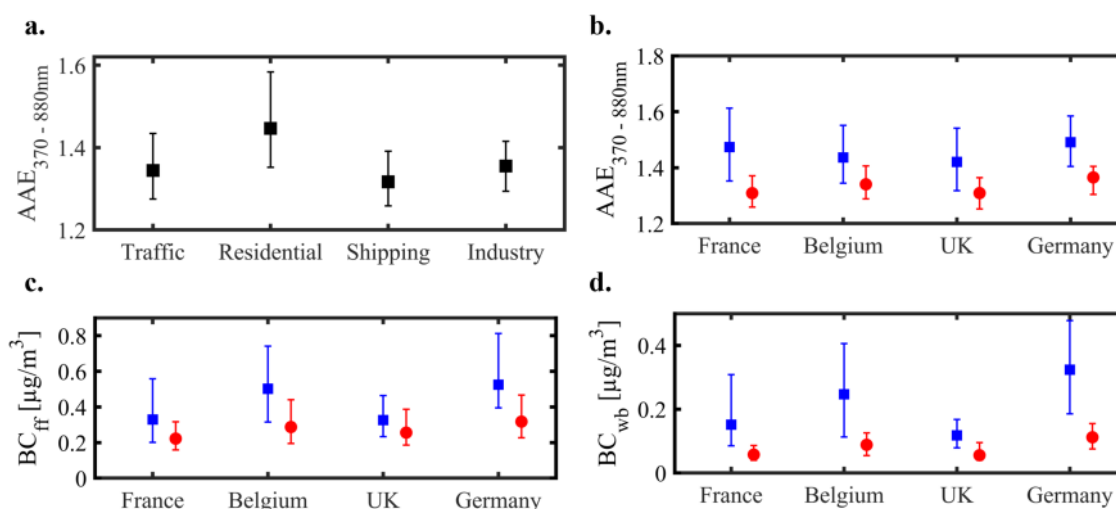 a.
AAE370 - 880nm
1.6
1.4
1.2
Traffic Residential Shipping Industry
b.
AAE370 - 880nm
1.8
1.6
1.4
1.2
France Belgium UK Germany
c.
BCff [µg/m³]
0.8
0.6
0.4
0.2
0
France Belgium UK Germany
d.
BCwb [µg/m³]
0.4
0.2
0
France Belgium UK Germany